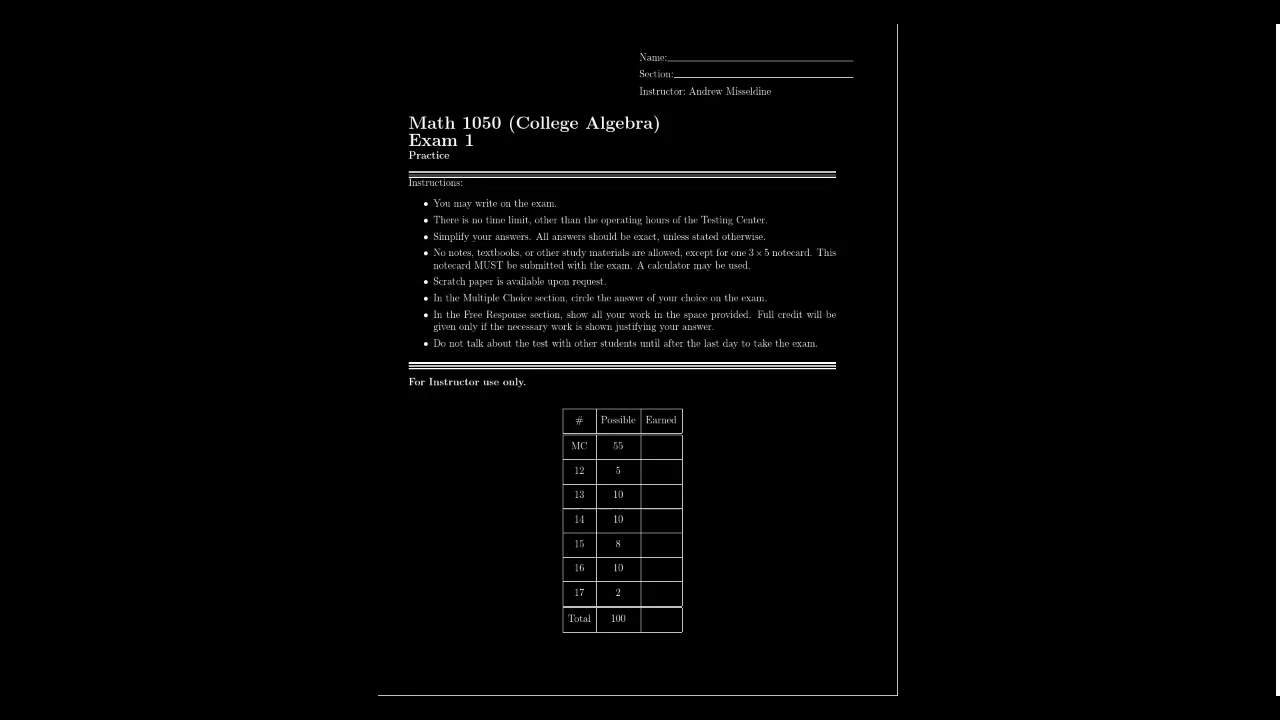 Name:
Section:
Instructor: Andrew Misseldine
Math 1050 (College Algebra)
Exam 1
Practice
Instructions:
• You may write on the exam.
• There is no time limit, other than the operating hours of the Testing Center.
• Simplify your answers. All answers should be exact, unless stated otherwise.
• No notes, textbooks, or other study materials are allowed, except for one 3 × 5 notecard. This
notecard MUST be submitted with the exam. A calculator may be used.
• Scratch paper is available upon request.
• In the Multiple Choice section, circle the answer of your choice on the exam.
• In the Free Response section, show all your work in the space provided. Full credit will be
given only if the necessary work is shown justifying your answer.
• Do not talk about the test with other students until after the last day to take the exam.
For Instructor use only.
# Possible Earned
MC 55
12 5
13 10
14 10
15 8
16 10
17 2
Total 100